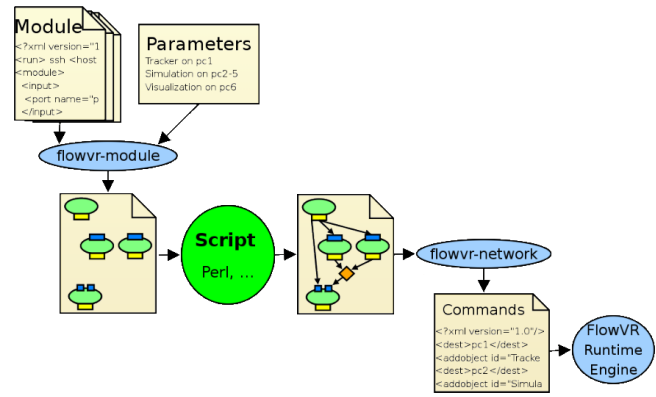 Module
<?xml version="1
<run> ssh <host
<module>
<input>
<port name="p
</input>
Parameters
Tracker on pc1
Simulation on pc2-5
Visualization on pc6
flowvr-module
Script
Perl, ...
flowvr-network
Commands
<?xml version="1.0"/>
<dest>pc1</dest>
<addobject id="Tracke
<dest>pc2</dest>
<addobject id="Simula
FlowVR
Runtime
Engine